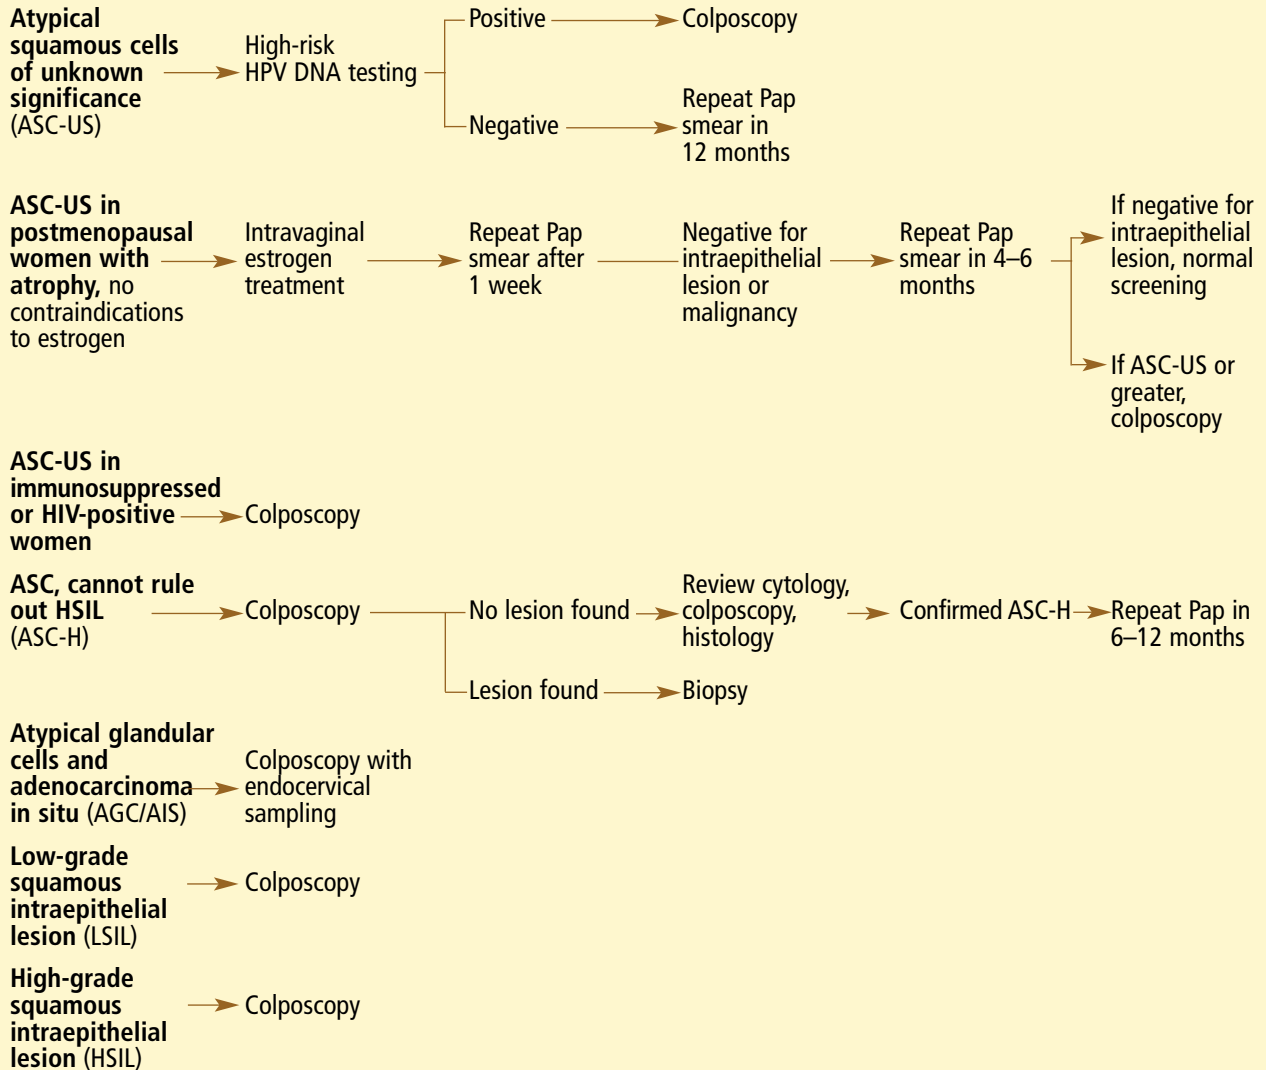 Atypical
squamous cells
of unknown
significance
(ASC-US)
High-risk
HPV DNA testing
Positive
Colposcopy
Negative
Repeat Pap
smear in
12 months
ASC-US in
postmenopausal
women with
atrophy, no
contraindications
to estrogen
Intravaginal
estrogen
treatment
Repeat Pap
smear after
1 week
Negative for
intraepithelial
lesion or
malignancy
Repeat Pap
smear in 4–6
months
If negative for
intraepithelial
lesion, normal
screening
If ASC-US or
greater,
colposcopy
ASC-US in
immunosuppressed
or HIV-positive
women
Colposcopy
ASC, cannot rule
out HSIL
(ASC-H)
Colposcopy
No lesion found
Review cytology,
colposcopy,
histology
Confirmed ASC-H
Repeat Pap in
6–12 months
Lesion found
Biopsy
Atypical glandular
cells and
adenocarcinoma
in situ (AGC/AIS)
Colposcopy with
endocervical
sampling
Low-grade
squamous
intraepithelial
lesion (LSIL)
Colposcopy
High-grade
squamous
intraepithelial
lesion (HSIL)
Colposcopy